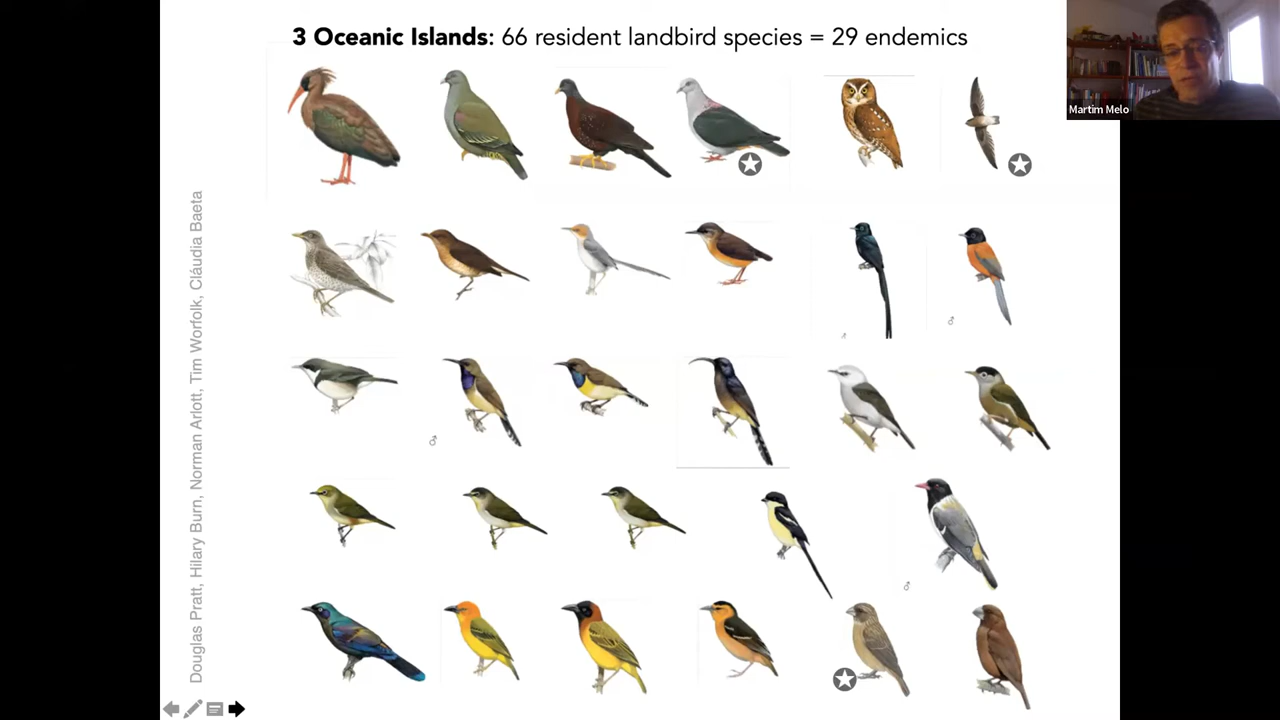 3 Oceanic Islands: 66 resident landbird species = 29 endemics
Martim Melo
Douglas Pratt, Hilary Burn, Norman Arlott, Tim Worfolk, Cláudia Baeta
♂
♂
♂
♂